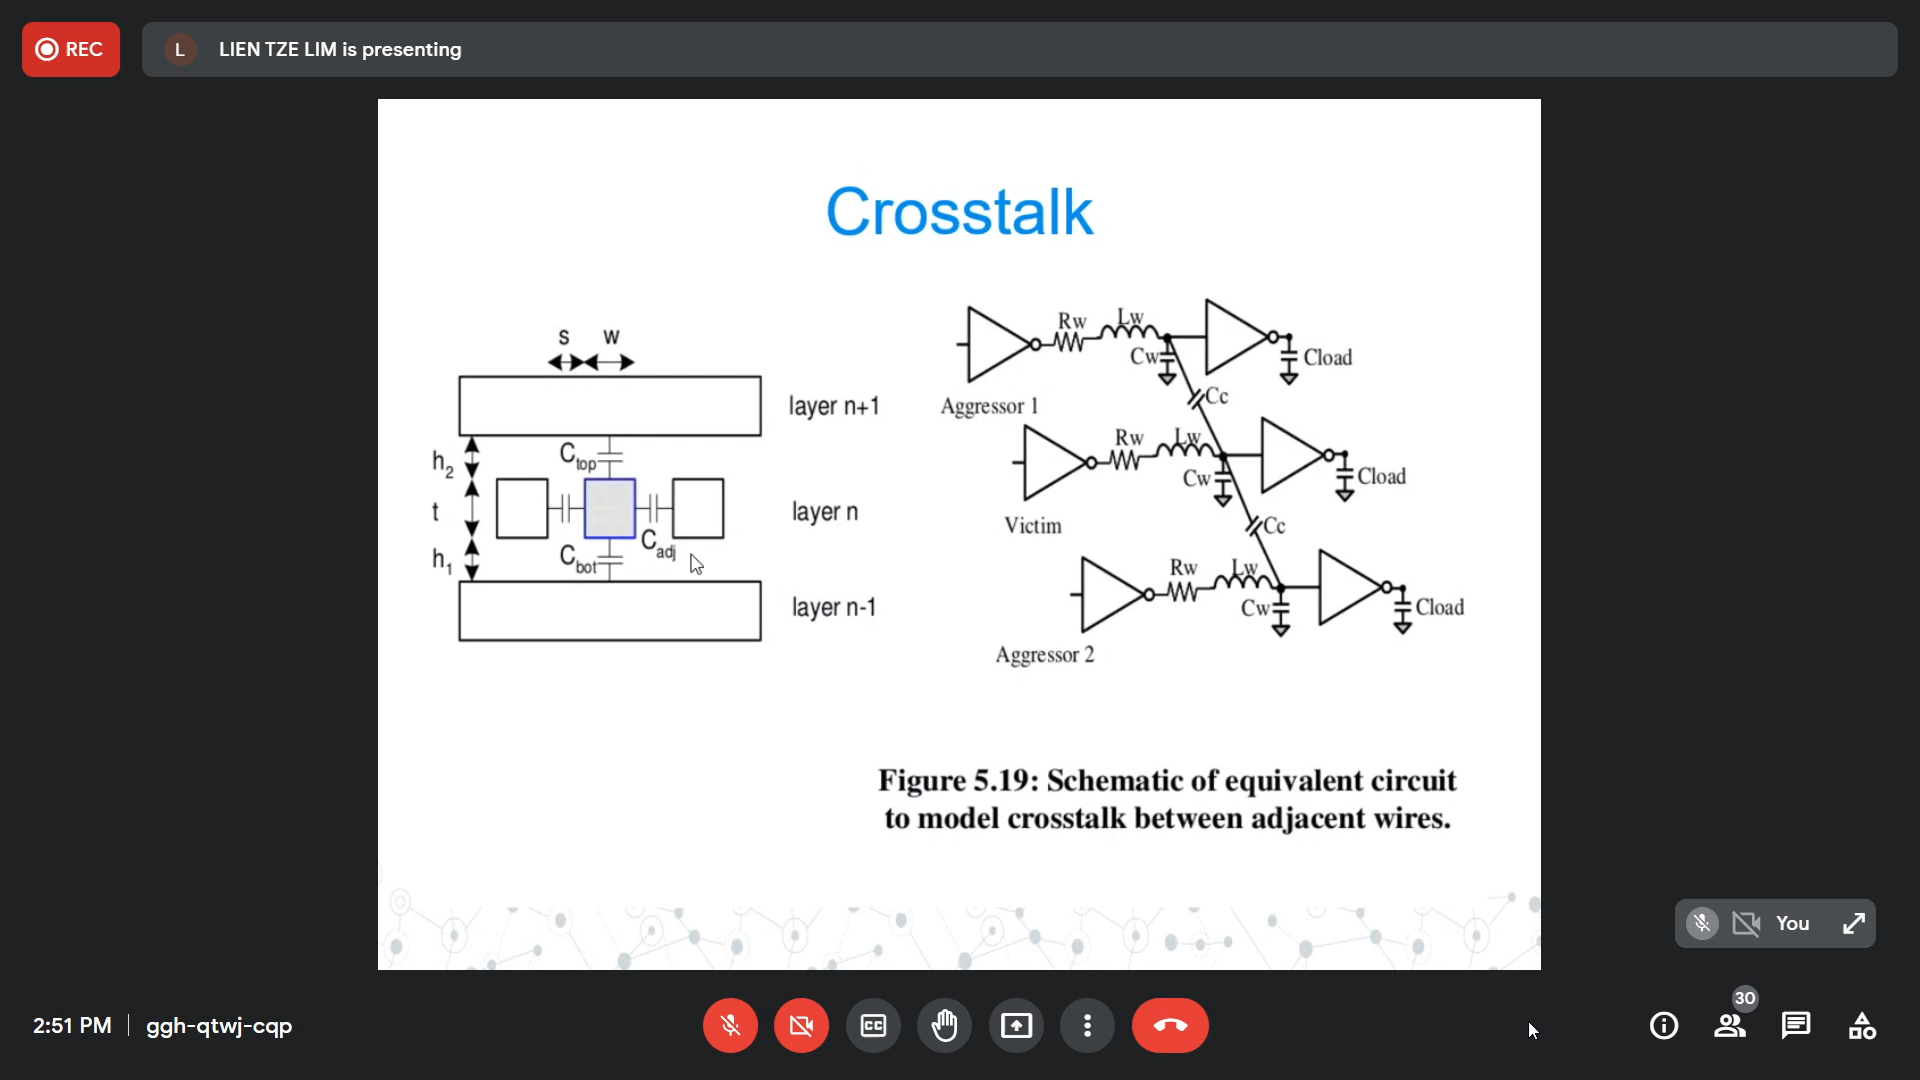 REC
L
LIEN TZE LIM is presenting
Crosstalk
s w
layer n+1
h2
Ctop
t
layer n
h1
Cbot
Cadj
layer n-1
Rw Lw
Cw
Cload
Aggressor 1
Cc
Rw Lw
Cw
Cload
Victim
Cc
Rw Lw
Cw
Cload
Aggressor 2
Figure 5.19: Schematic of equivalent circuit
to model crosstalk between adjacent wires.
You
2:51 PM | ggh-qtwj-cqp
CC
30